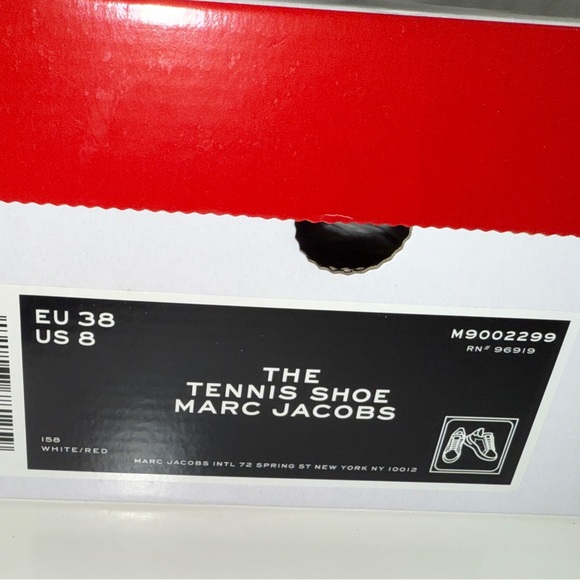 EU 38
US 8
M9002299
RN# 96919
THE
TENNIS SHOE
MARC JACOBS
158
WHITE/RED
MARC JACOBS INTL 72 SPRING ST NEW YORK NY 10012